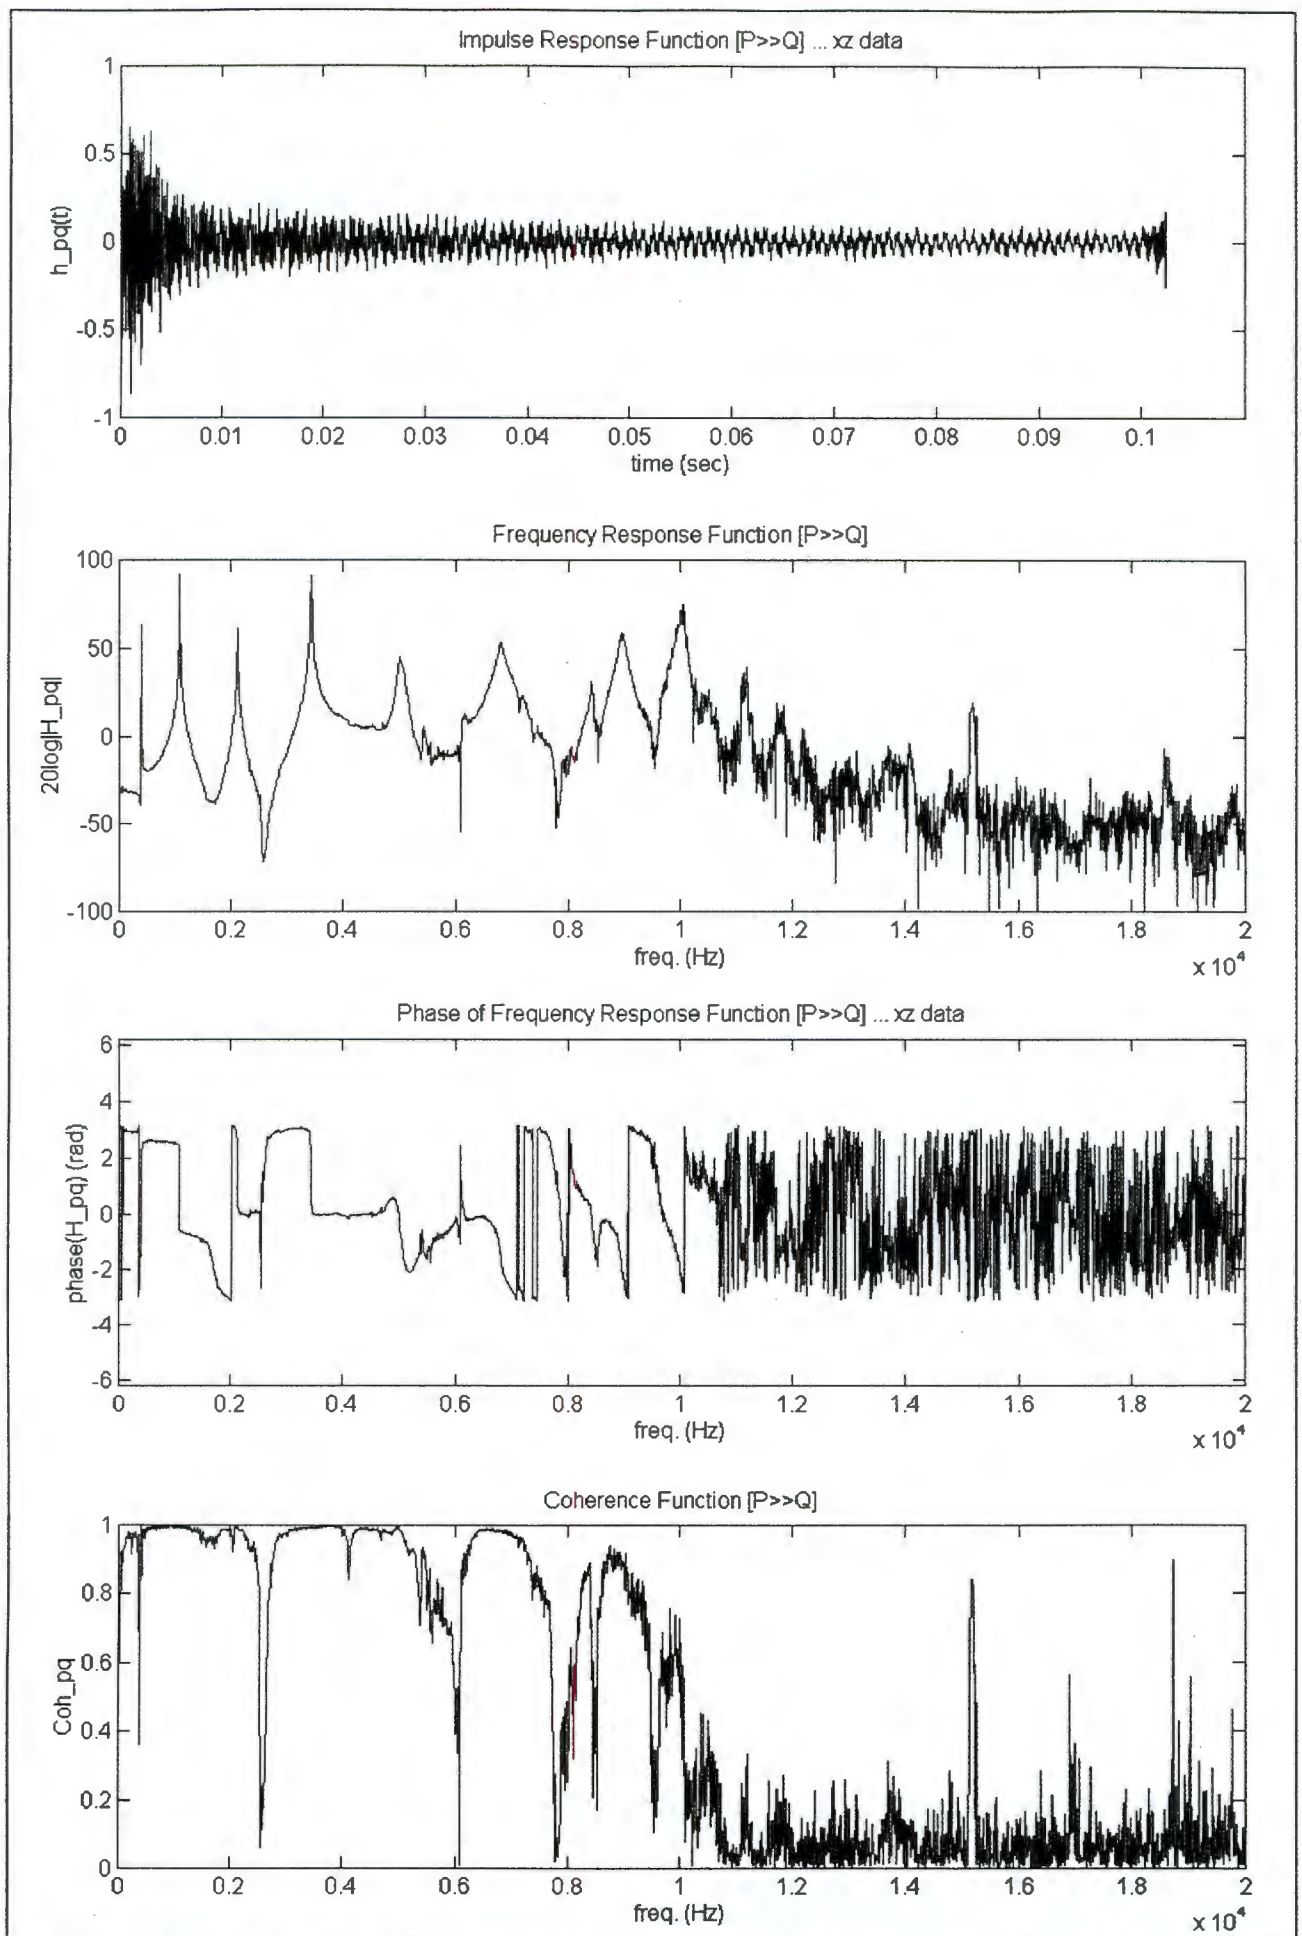 Impulse Response Function [P>>Q] ... xz data
1
0.5
0
-0.5
-1
h_pq(t)
0 0.01 0.02 0.03 0.04 0.05 0.06 0.07 0.08 0.09 0.1
time (sec)
Frequency Response Function [P>>Q]
100
50
0
-50
-100
20log|H_pq|
0 0.2 0.4 0.6 0.8 1 1.2 1.4 1.6 1.8 2
freq. (Hz)
x 10⁴
Phase of Frequency Response Function [P>>Q] ... xz data
6
4
2
0
-2
-4
-6
phase(H_pq) (rad)
0 0.2 0.4 0.6 0.8 1 1.2 1.4 1.6 1.8 2
freq. (Hz)
x 10⁴
Coherence Function [P>>Q]
1
0.8
0.6
0.4
0.2
0
Coh_pq
0 0.2 0.4 0.6 0.8 1 1.2 1.4 1.6 1.8 2
freq. (Hz)
x 10⁴